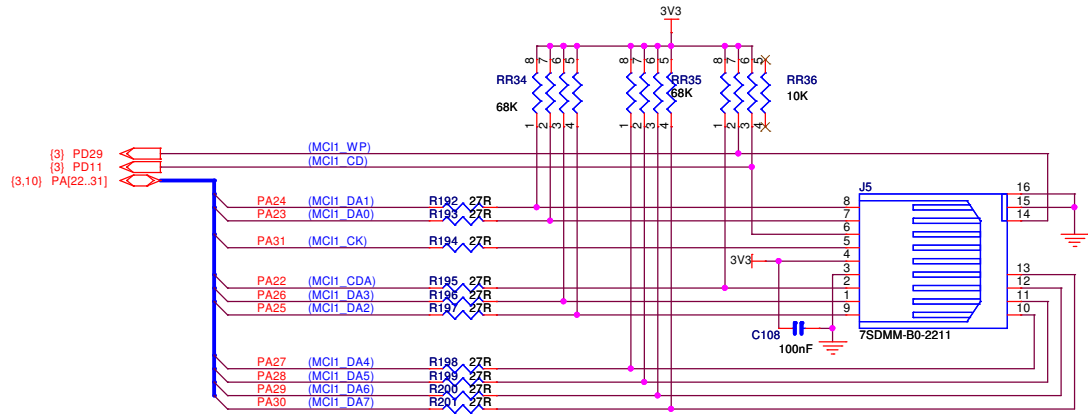 3V3
8 7 6 5 8 7 6 5 8 7 6 5
RR34 RR35 RR36
68K 68K 10K
1 2 3 4 1 2 3 4 1 2 3 4
{3} PD29 (MCI1_WP)
{3} PD11 (MCI1_CD)
{3,10} PA[22..31]
J5
16
PA24 (MCI1_DA1) R192 27R 8 15
PA23 (MCI1_DA0) R193 27R 7 14
6
PA31 (MCI1_CK) R194 27R 5
3V3 4
3 13
PA22 (MCI1_CDA) R195 27R 2 12
PA26 (MCI1_DA3) R196 27R 1 11
PA25 (MCI1_DA2) R197 27R 9 10
C108 7SDMM-B0-2211
100nF
PA27 (MCI1_DA4) R198 27R
PA28 (MCI1_DA5) R199 27R
PA29 (MCI1_DA6) R200 27R
PA30 (MCI1_DA7) R201 27R